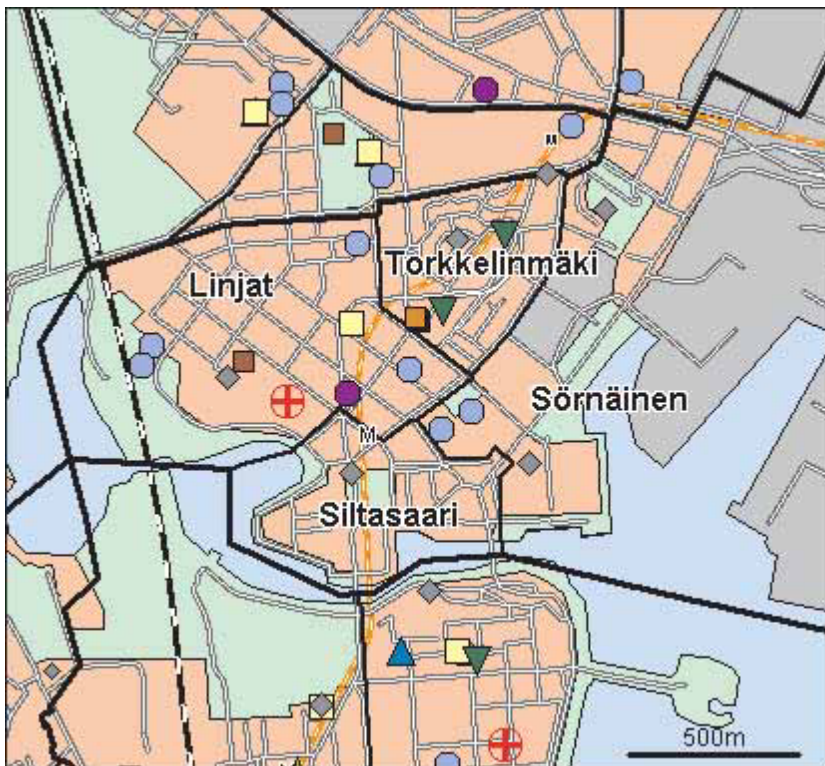 M
Torkkelinmäki
Linjat
Sörnäinen
M
Siltasaari
500m